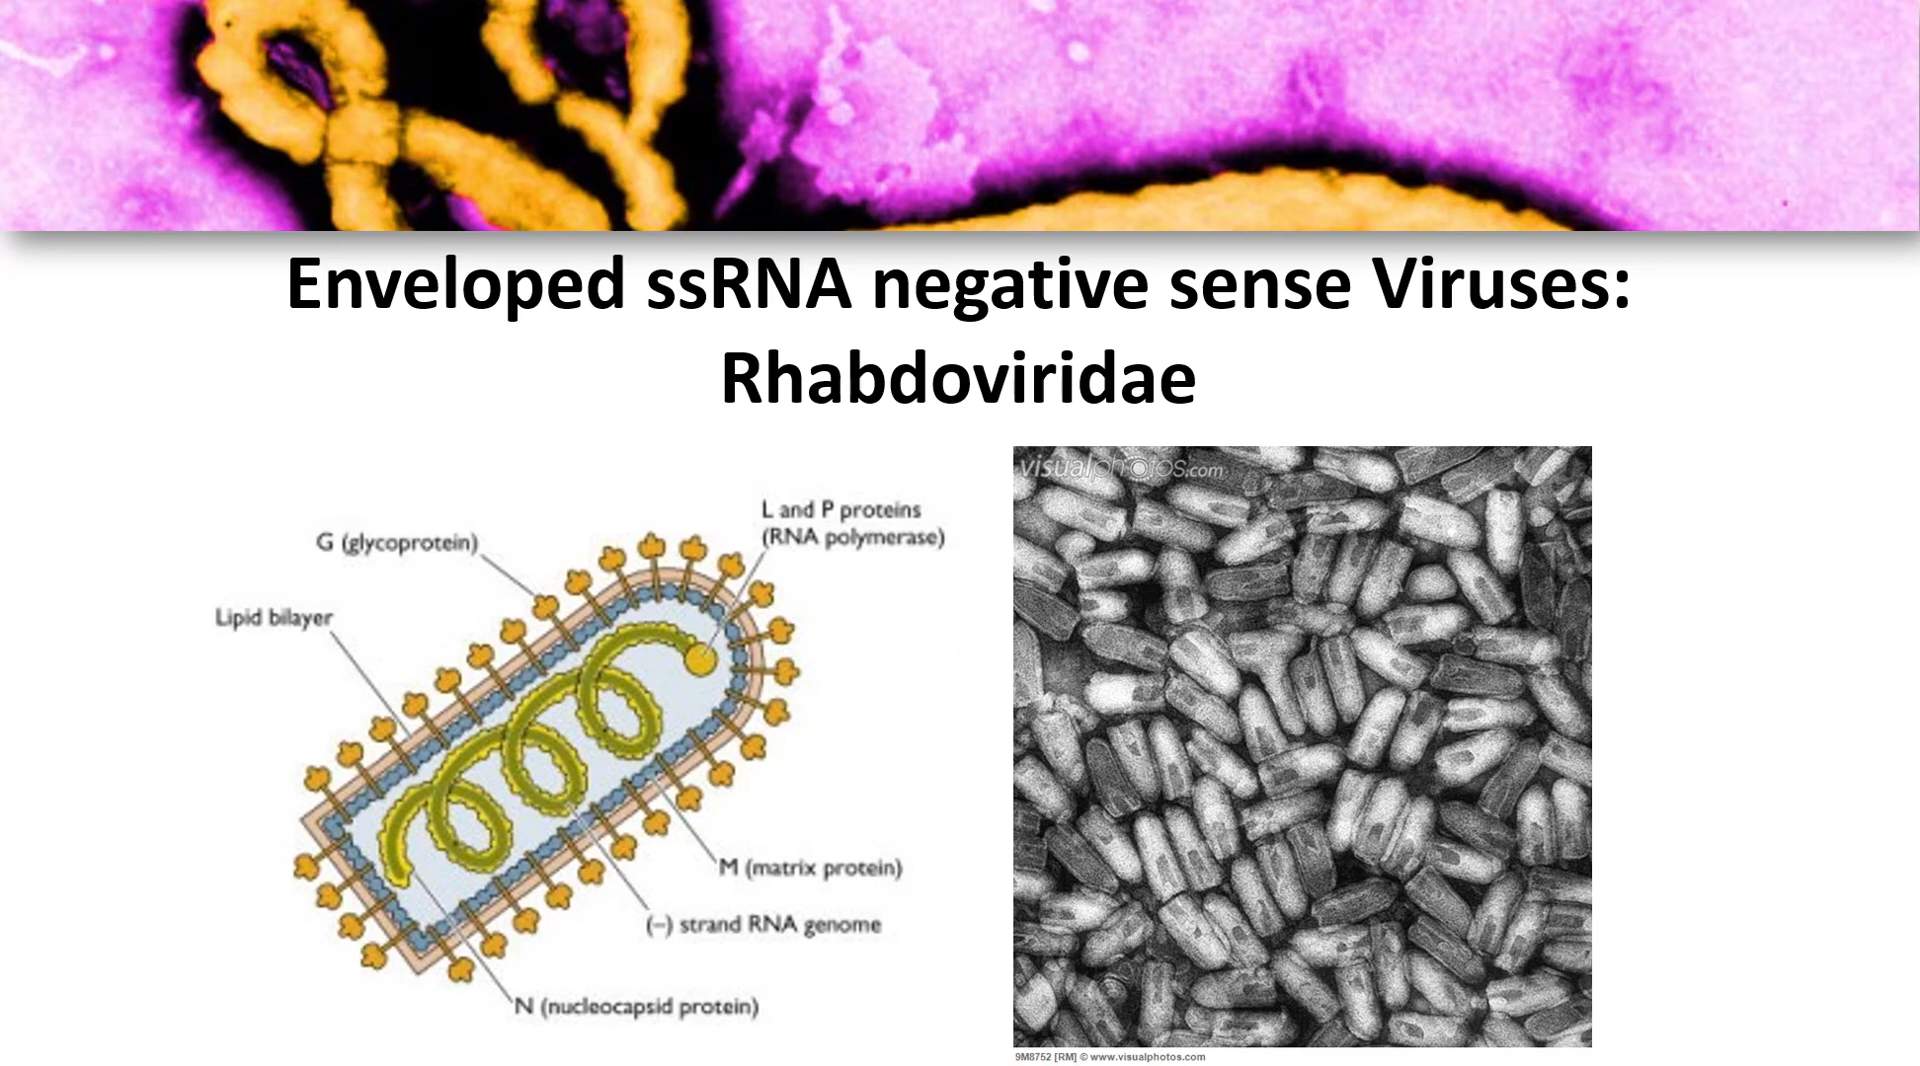 Enveloped ssRNA negative sense Viruses:
Rhabdoviridae
L and P proteins
(RNA polymerase)
G (glycoprotein)
Lipid bilayer
M (matrix protein)
(–) strand RNA genome
N (nucleocapsid protein)
visualphotos.com
9M8752 [RM] © www.visualphotos.com